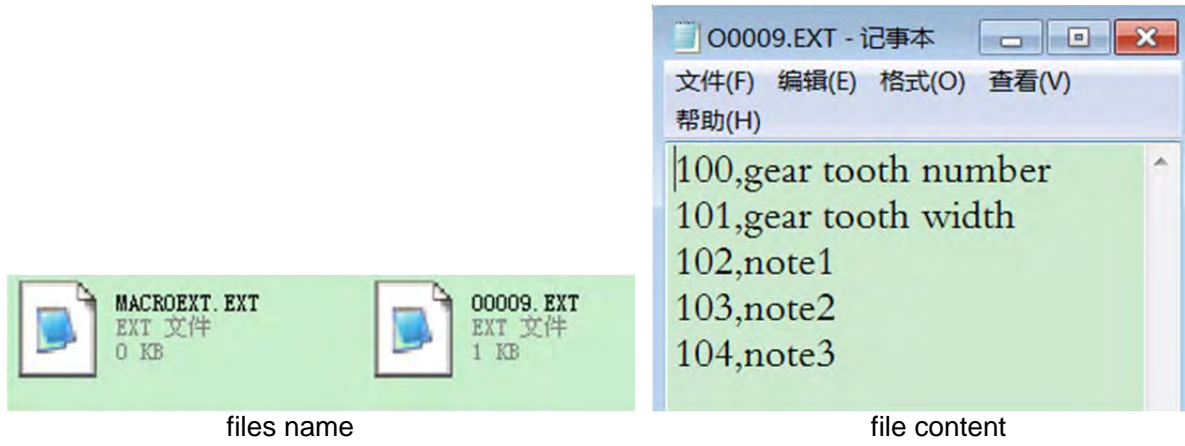 MACROEXT.EXT
EXT 文件
0 KB
O0009.EXT
EXT 文件
1 KB
files name
O0009.EXT - 记事本
文件(F) 编辑(E) 格式(O) 查看(V)
帮助(H)
100,gear tooth number
101,gear tooth width
102,note1
103,note2
104,note3
file content